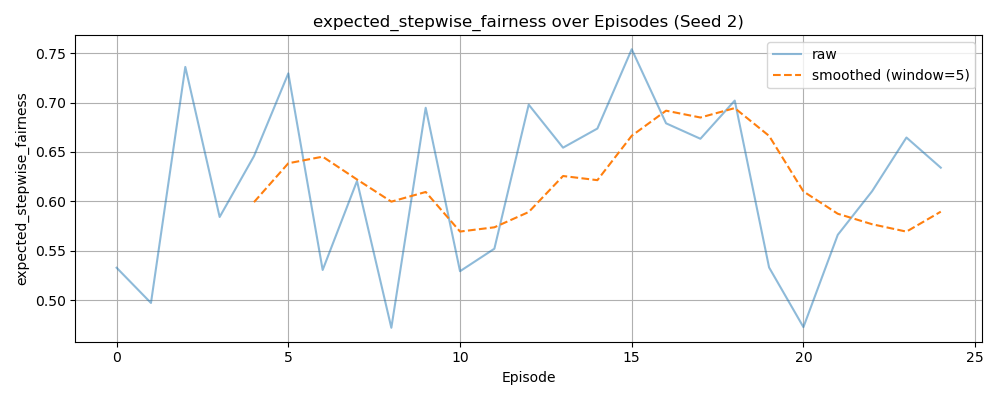 expected_stepwise_fairness over Episodes (Seed 2)
raw
smoothed (window=5)
expected_stepwise_fairness
0.75
0.70
0.65
0.60
0.55
0.50
0
5
10
15
20
25
Episode